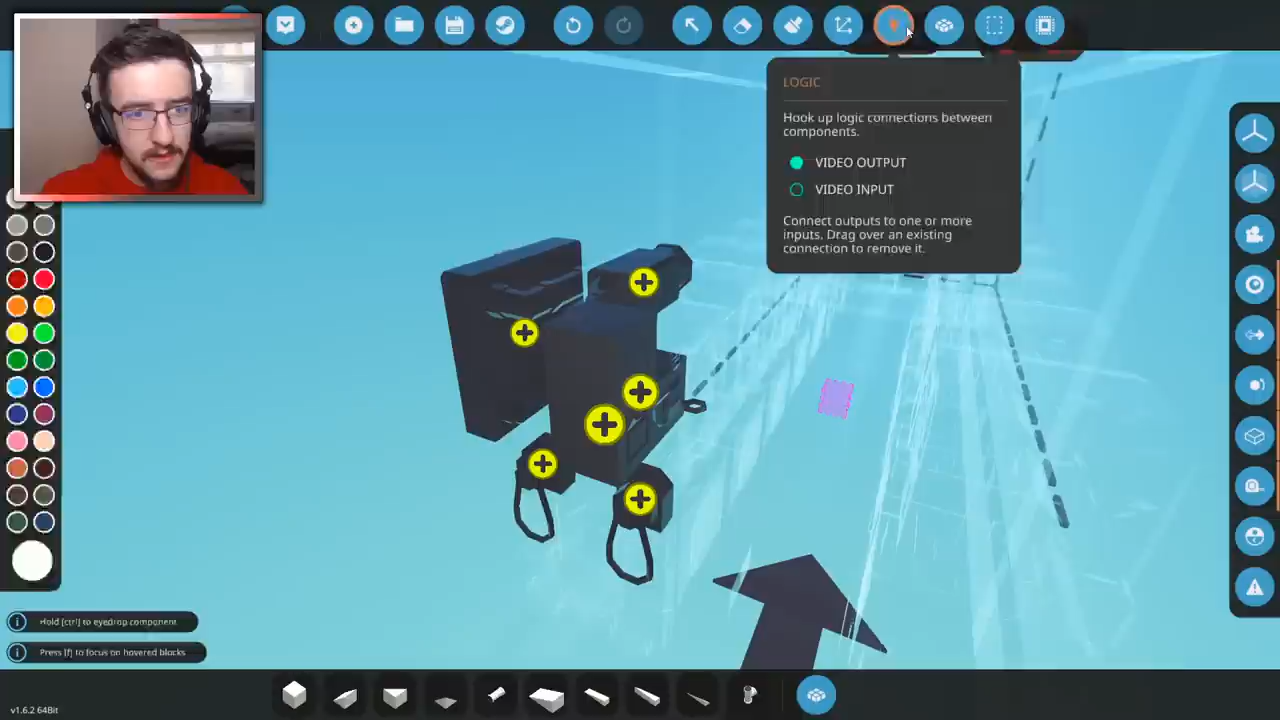 LOGIC
Hook up logic connections between
components.
VIDEO OUTPUT
VIDEO INPUT
Connect outputs to one or more
inputs. Drag over an existing
connection to remove it.
Hold [ctrl] to eyedrop component
Press [f] to focus on hovered blocks
v1.6.2 64Bit